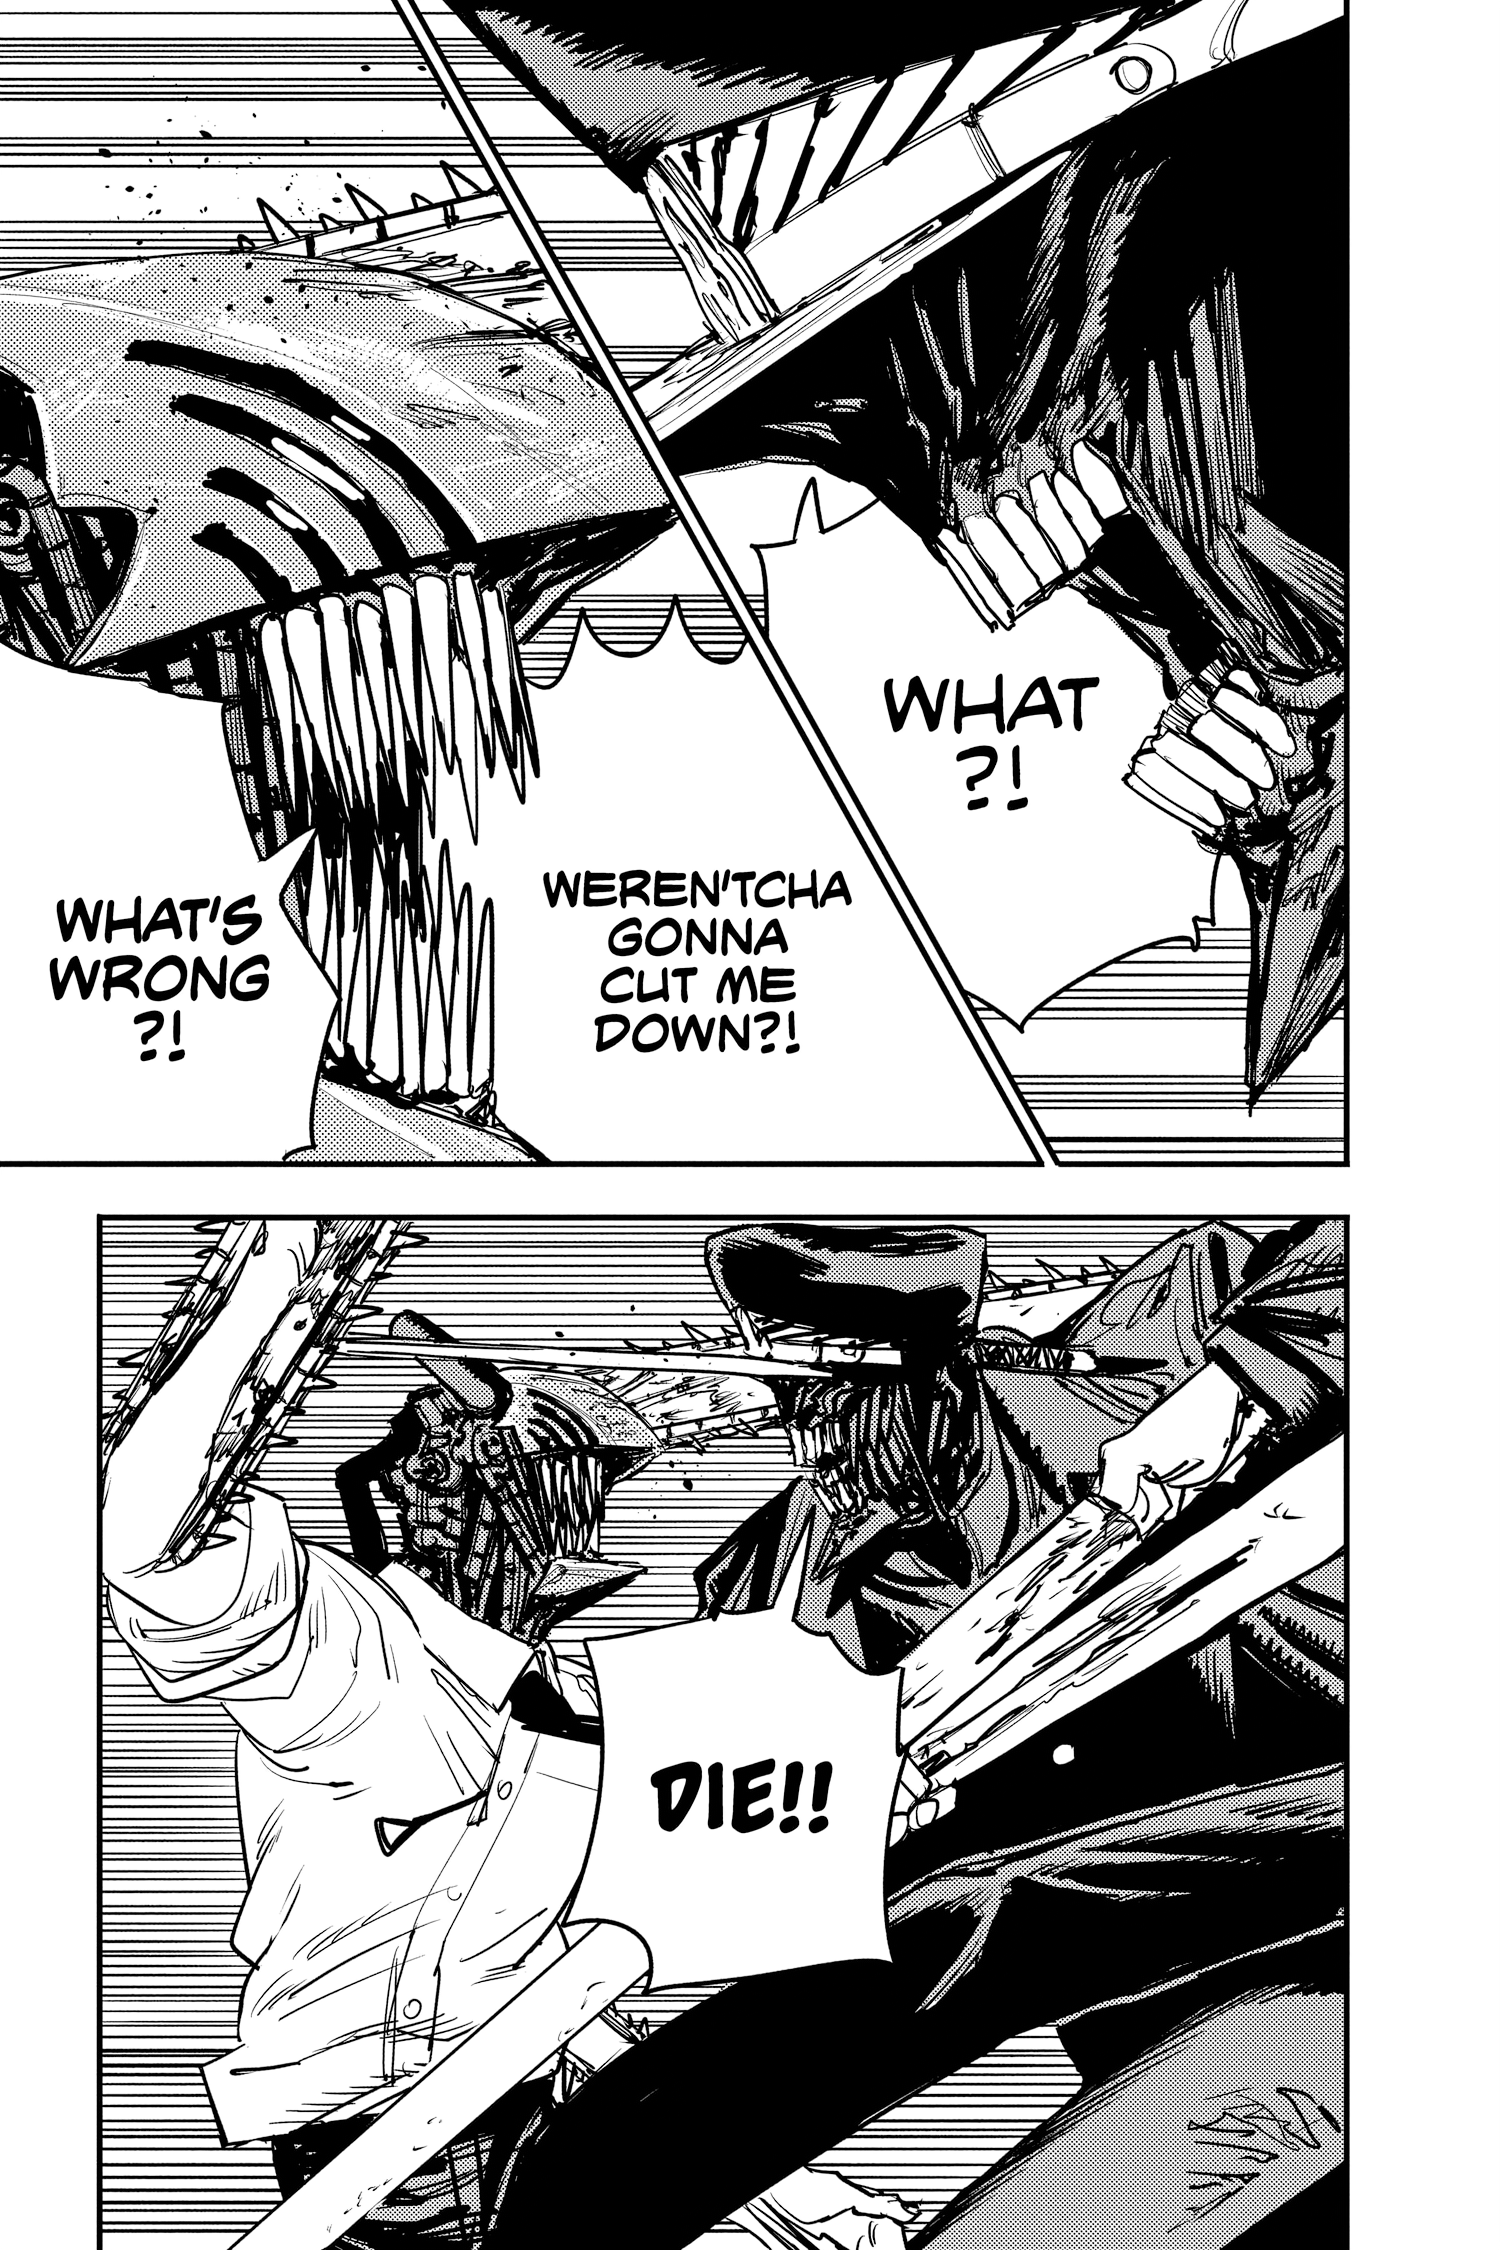 WHAT
?!
WEREN'TCHA
GONNA
CUT ME
DOWN?!
WHAT'S
WRONG
?!
DIE!!